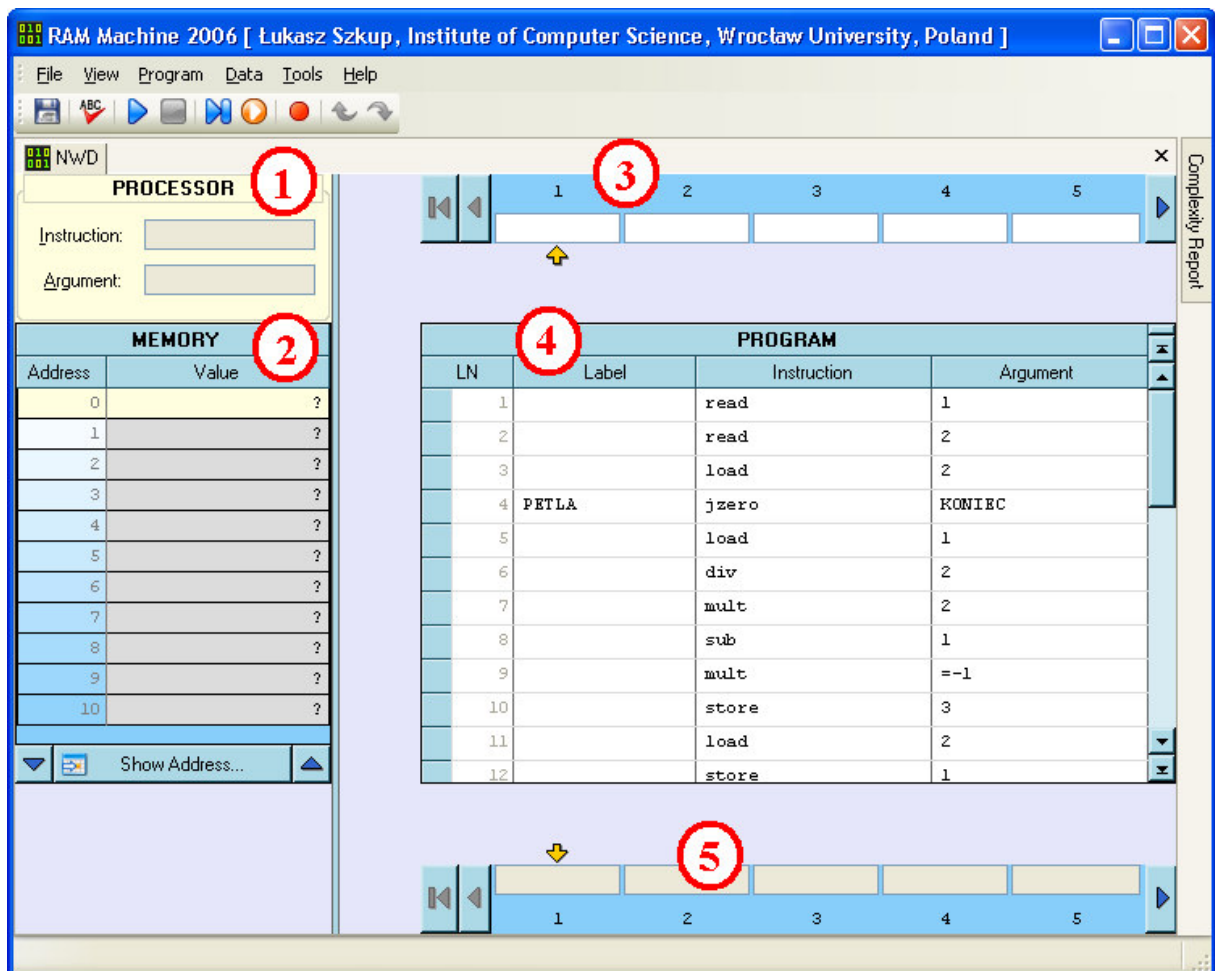 RAM Machine 2006 [ Łukasz Szkup, Institute of Computer Science, Wrocław University, Poland ]
File View Program Data Tools Help
ABC
NWD
PROCESSOR
1
Instruction:
Argument:
MEMORY
2
Address Value
0 ?
1 ?
2 ?
3 ?
4 ?
5 ?
6 ?
7 ?
8 ?
9 ?
10 ?
Show Address...
3
1 2 3 4 5
4
PROGRAM
LN Label Instruction Argument
1 read 1
2 read 2
3 load 2
4 PETLA jzero KONIEC
5 load 1
6 div 2
7 mult 2
8 sub 1
9 mult =-1
10 store 3
11 load 2
12 store 1
5
1 2 3 4 5
Complexity Report